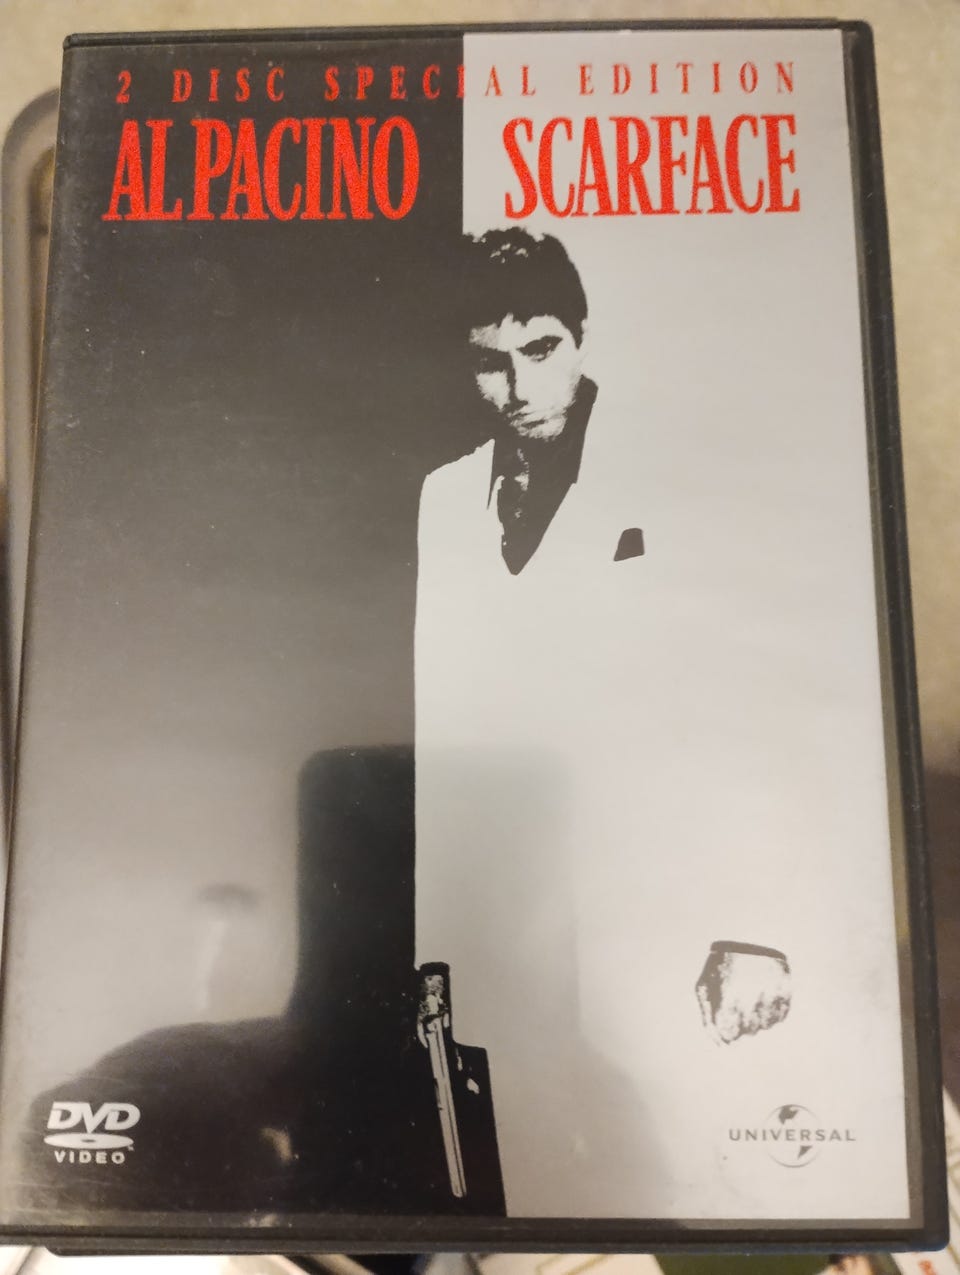 2 DISC SPECIAL EDITION
AL PACINO SCARFACE
DVD
VIDEO
UNIVERSAL